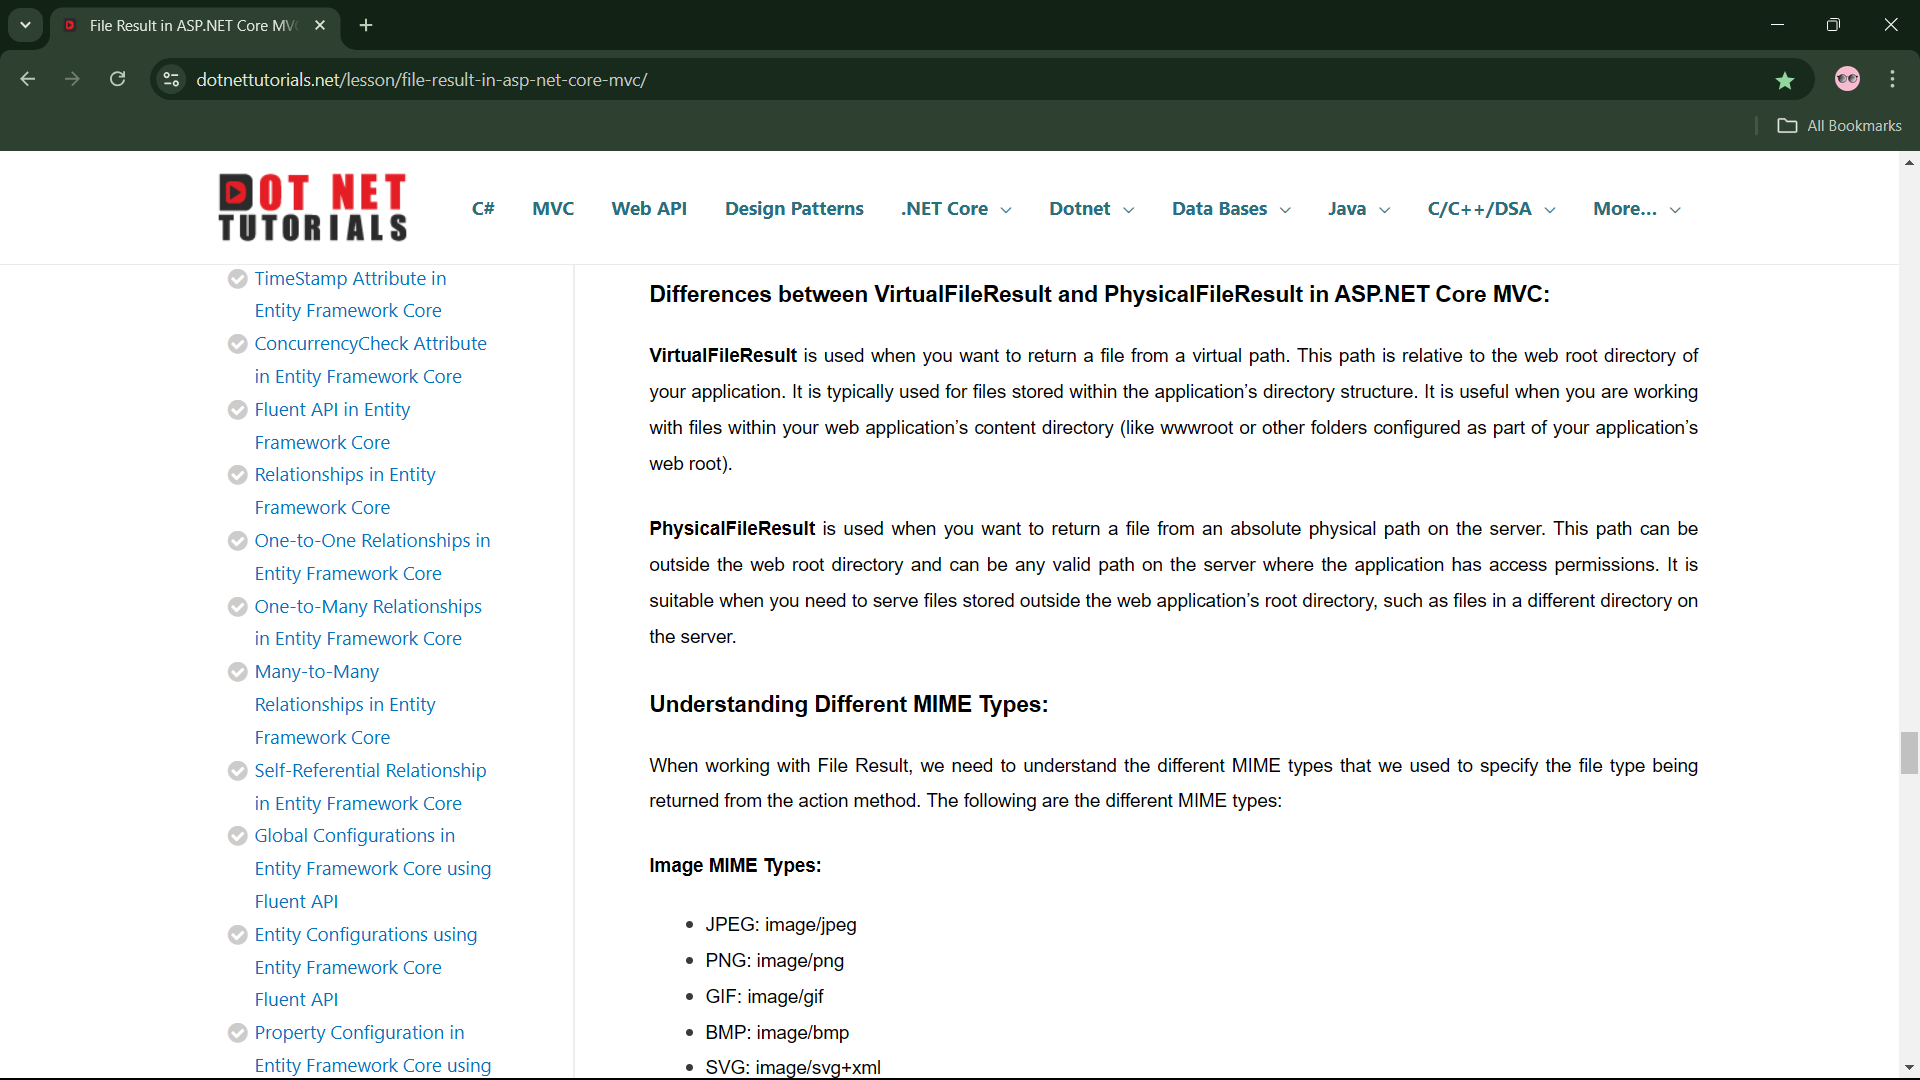 File Result in ASP.NET Core MV
dotnettutorials.net/lesson/file-result-in-asp-net-core-mvc/
All Bookmarks
DOT NET
TUTORIALS
C# MVC Web API Design Patterns .NET Core Dotnet Data Bases Java C/C++/DSA More...
TimeStamp Attribute in
Entity Framework Core
ConcurrencyCheck Attribute
in Entity Framework Core
Fluent API in Entity
Framework Core
Relationships in Entity
Framework Core
One-to-One Relationships in
Entity Framework Core
One-to-Many Relationships
in Entity Framework Core
Many-to-Many
Relationships in Entity
Framework Core
Self-Referential Relationship
in Entity Framework Core
Global Configurations in
Entity Framework Core using
Fluent API
Entity Configurations using
Entity Framework Core
Fluent API
Property Configuration in
Entity Framework Core using
Differences between VirtualFileResult and PhysicalFileResult in ASP.NET Core MVC:
VirtualFileResult is used when you want to return a file from a virtual path. This path is relative to the web root directory of
your application. It is typically used for files stored within the application’s directory structure. It is useful when you are working
with files within your web application’s content directory (like wwwroot or other folders configured as part of your application’s
web root).
PhysicalFileResult is used when you want to return a file from an absolute physical path on the server. This path can be
outside the web root directory and can be any valid path on the server where the application has access permissions. It is
suitable when you need to serve files stored outside the web application’s root directory, such as files in a different directory on
the server.
Understanding Different MIME Types:
When working with File Result, we need to understand the different MIME types that we used to specify the file type being
returned from the action method. The following are the different MIME types:
Image MIME Types:
JPEG: image/jpeg
PNG: image/png
GIF: image/gif
BMP: image/bmp
SVG: image/svg+xml